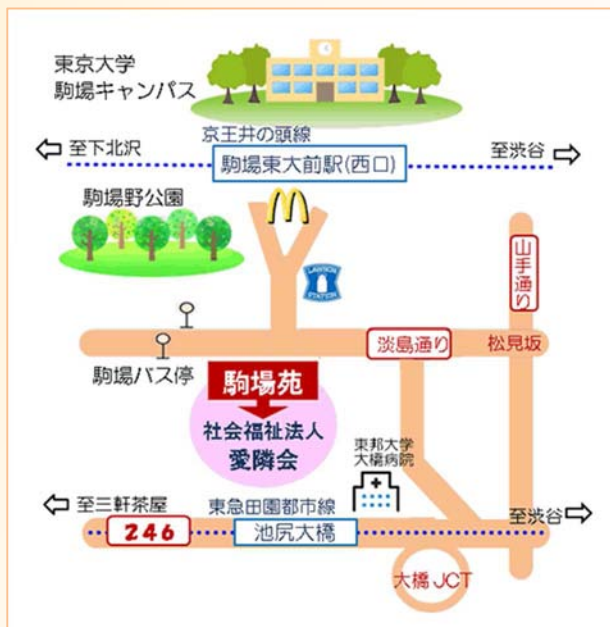 東京大学
駒場キャンパス
京王井の頭線
至下北沢
駒場東大前駅(西口)
至渋谷
駒場野公園
山手通り
LAWSON
STATION
淡島通り
松見坂
駒場バス停
駒場苑
社会福祉法人
愛隣会
東邦大学
大橋病院
至三軒茶屋
東急田園都市線
至渋谷
246
池尻大橋
大橋JCT